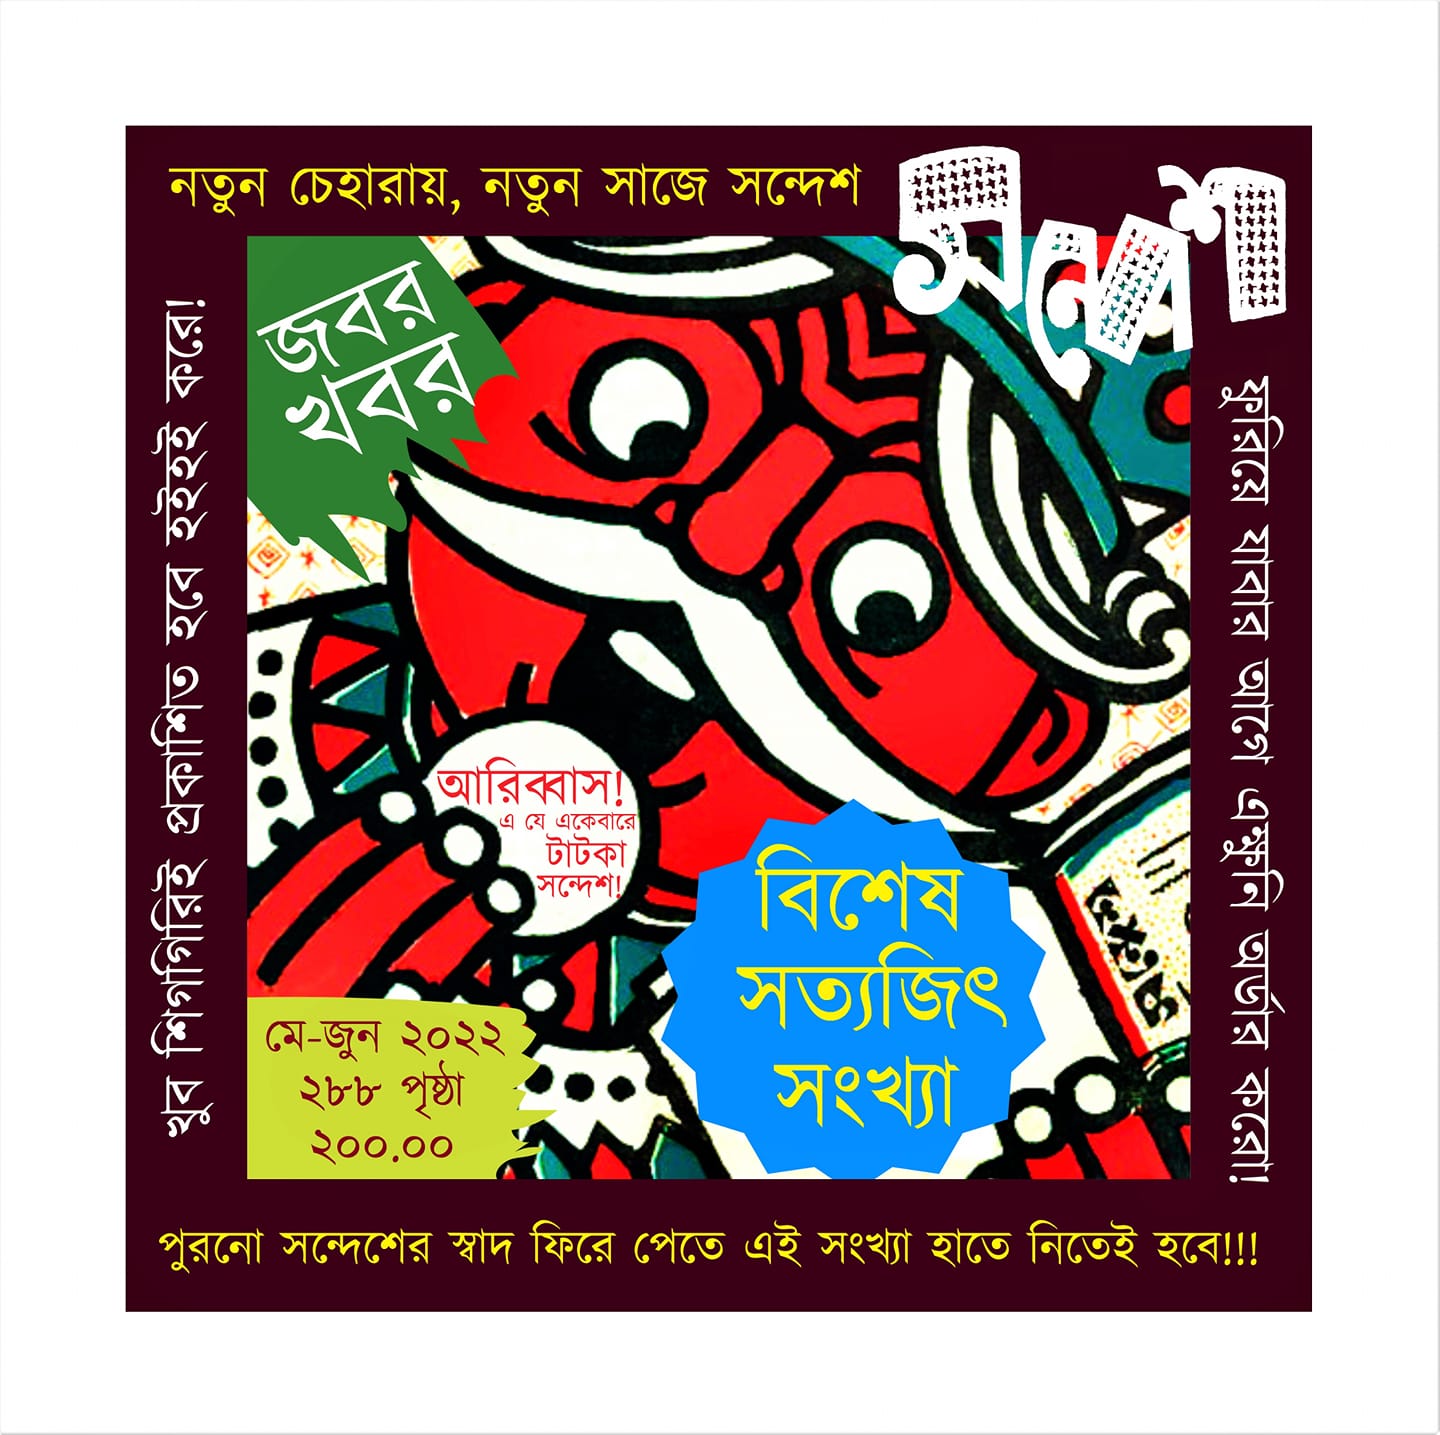 নতুন চেহারায়, নতুন সাজে সন্দেশ
সন্দেশ
জবর
খবর
খুব শিগগিরিই প্রকাশিত হবে হইহই করে!
ফুরিয়ে যাবার আগে এক্ষুনি অর্ডার করো!
আরিব্বাস!
এ যে একেবারে
টাটকা
সন্দেশ!
বিশেষ
সত্যজিৎ
সংখ্যা
সন্দেশ
মে-জুন ২০২২
২৮৮ পৃষ্ঠা
২০০.০০
পুরনো সন্দেশের স্বাদ ফিরে পেতে এই সংখ্যা হাতে নিতেই হবে!!!